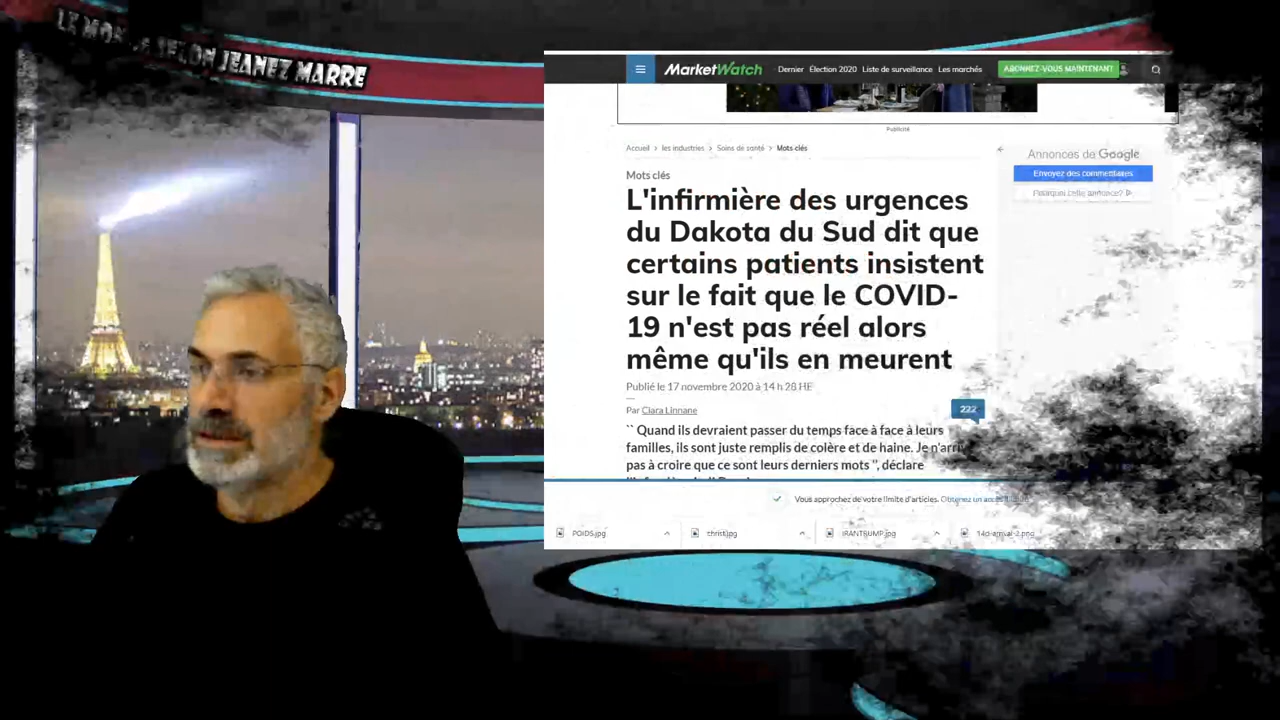 LE MONDE SELON JEANEZ MARRE
MarketWatch
Dernier Élection 2020 Liste de surveillance Les marchés
ABONNEZ-VOUS MAINTENANT
Publicité
Accueil > les industries > Soins de santé > Mots clés
Annonces de Google
Envoyez des commentaires
Pourquoi cette annonce?
Mots clés
L'infirmière des urgences
du Dakota du Sud dit que
certains patients insistent
sur le fait que le COVID-
19 n'est pas réel alors
même qu'ils en meurent
Publié le 17 novembre 2020 à 14 h 28 HE
Par Ciara Linnane
222
`` Quand ils devraient passer du temps face à face à leurs
familles, ils sont juste remplis de colère et de haine. Je
pas à croire que ce sont leurs derniers mots '', déclare
Vous approchez de votre limite d'articles. Obtenez un
POIDS.jpg
christ.jpg
IRANTRUMP.jpg